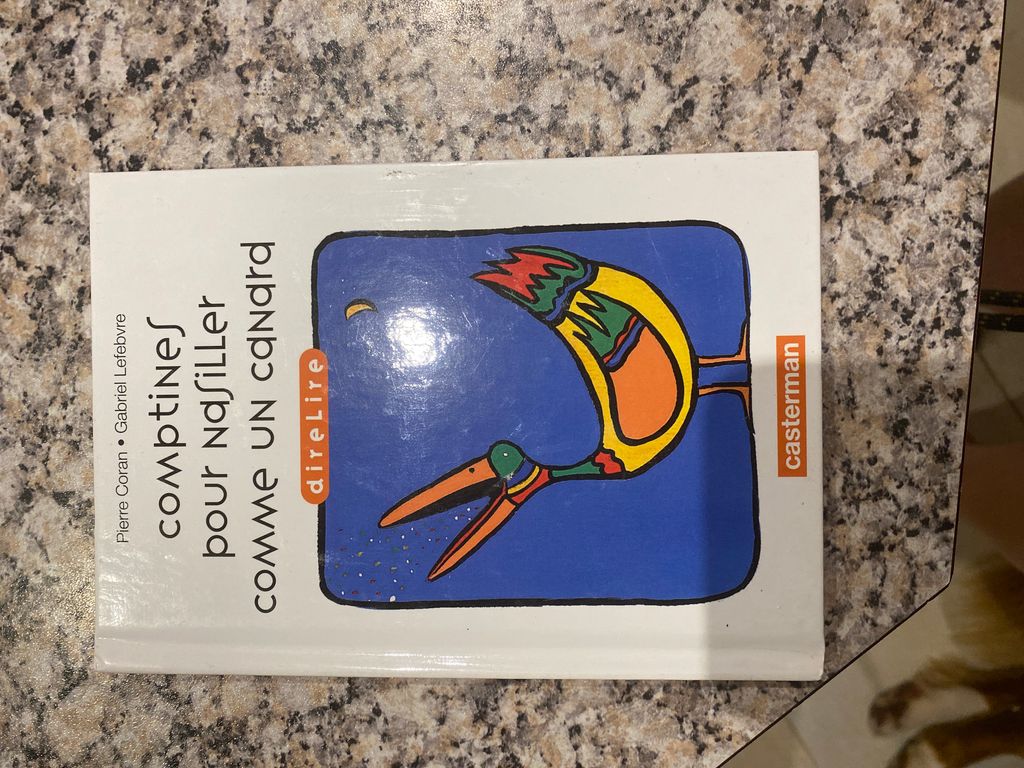 Pierre Coran • Gabriel Lefebvre
comptines
pour nasiller
comme un canard
direLire
casterman